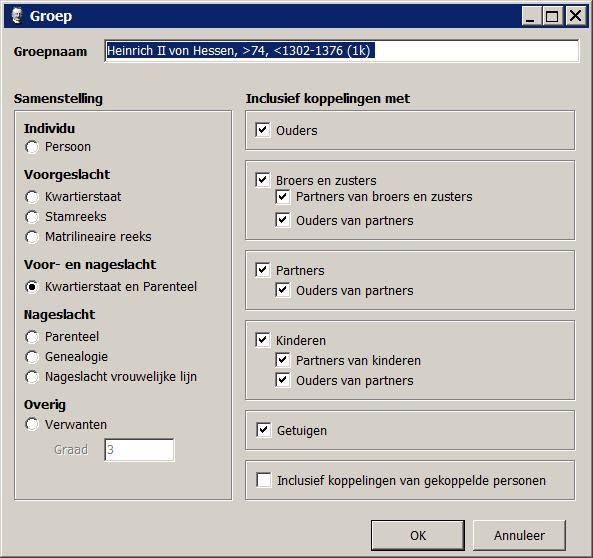 Groep
Groepnaam
Heinrich II von Hessen, >74, <1302-1376 (1k)
Samenstelling
Individu
Persoon
Voorgeslacht
Kwartierstaat
Stamreeks
Matrilineaire reeks
Voor- en nageslacht
Kwartierstaat en Parenteel
Nageslacht
Parenteel
Genealogie
Nageslacht vrouwelijke lijn
Overig
Verwanten
Graad 3
Inclusief koppelingen met
Ouders
Broers en zusters
Partners van broers en zusters
Ouders van partners
Partners
Ouders van partners
Kinderen
Partners van kinderen
Ouders van partners
Getuigen
Inclusief koppelingen van gekoppelde personen
OK
Annuleer